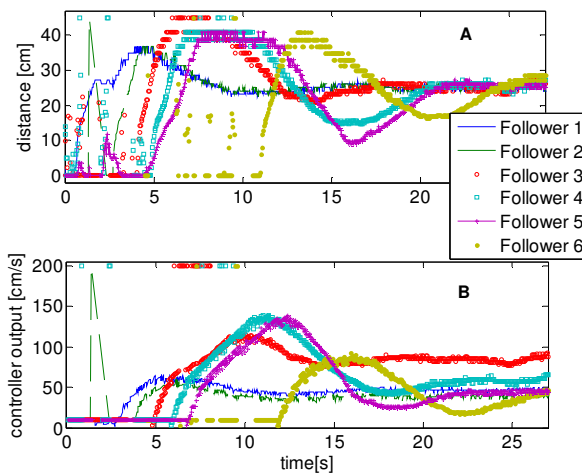 A
distance [cm]
40
30
20
10
0
0 5 10 15 20
Follower 1
Follower 2
Follower 3
Follower 4
Follower 5
Follower 6
B
controller output [cm/s]
200
150
100
50
0
0 5 10 15 20 25
time[s]